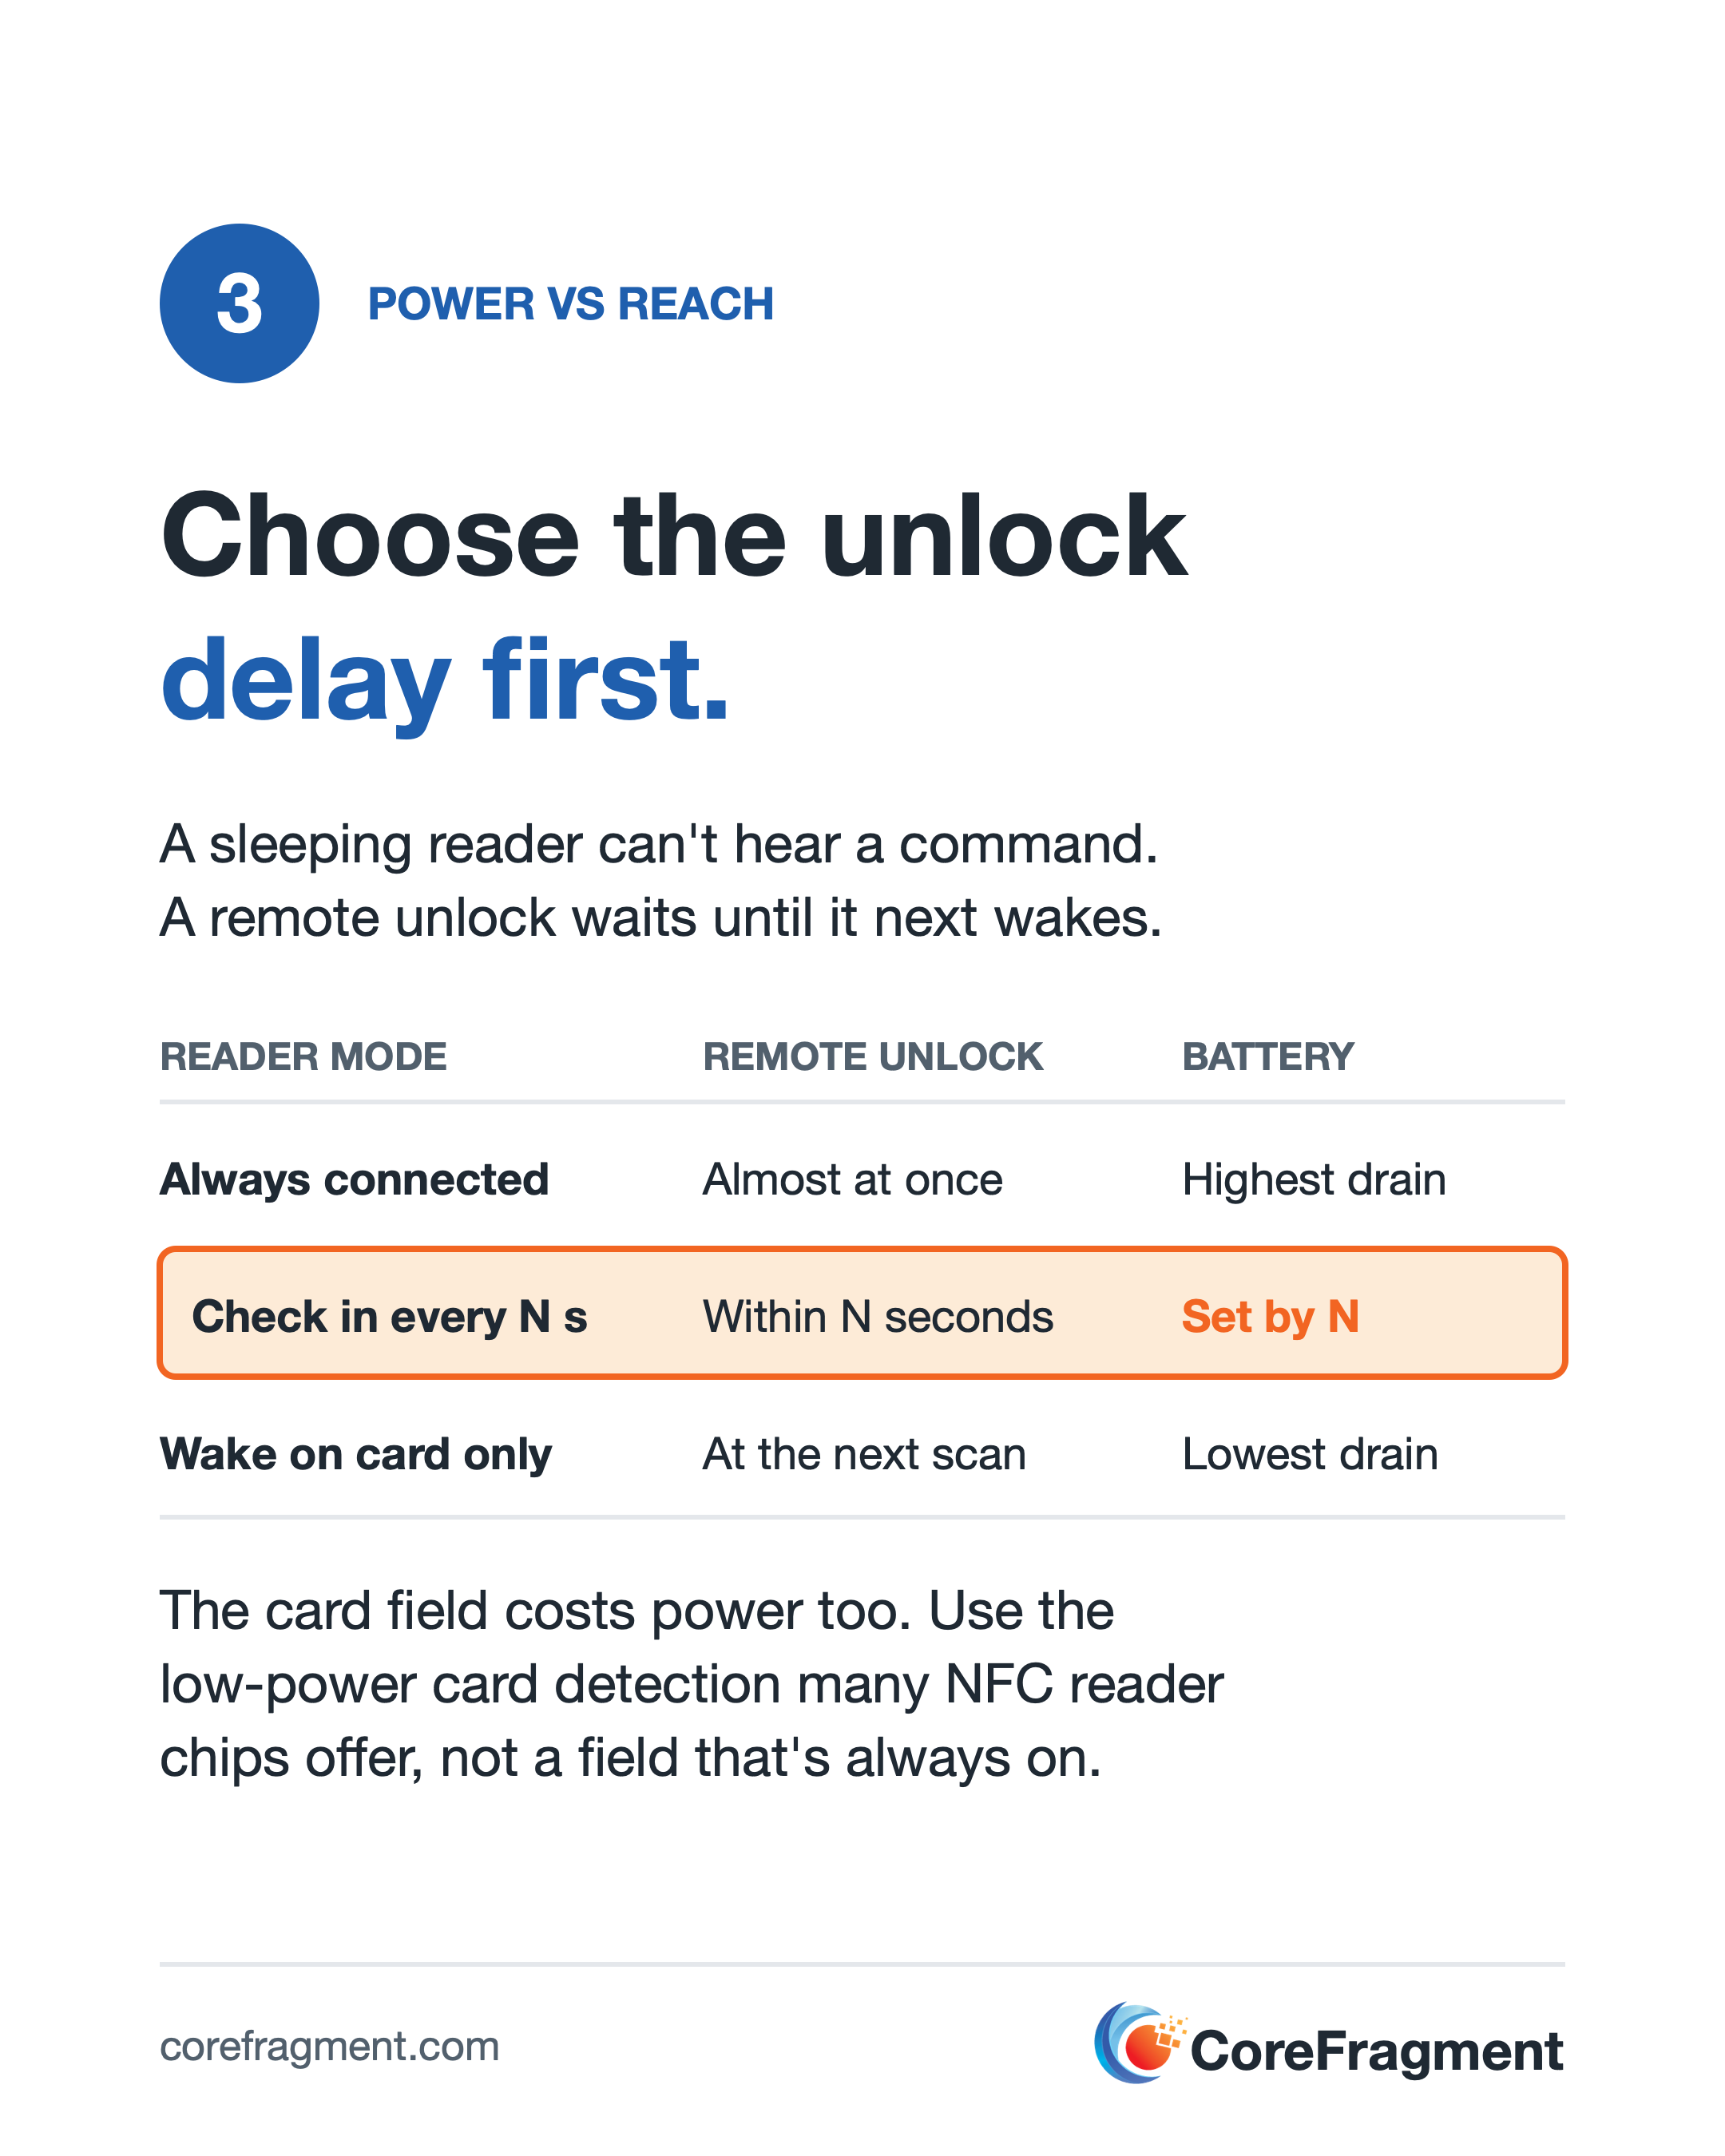 3
POWER VS REACH
Choose the unlock
delay first.
A sleeping reader can't hear a command.
A remote unlock waits until it next wakes.
READER MODE REMOTE UNLOCK BATTERY
Always connected Almost at once Highest drain
Check in every N s Within N seconds Set by N
Wake on card only At the next scan Lowest drain
The card field costs power too. Use the
low-power card detection many NFC reader
chips offer, not a field that's always on.
corefragment.com CoreFragment